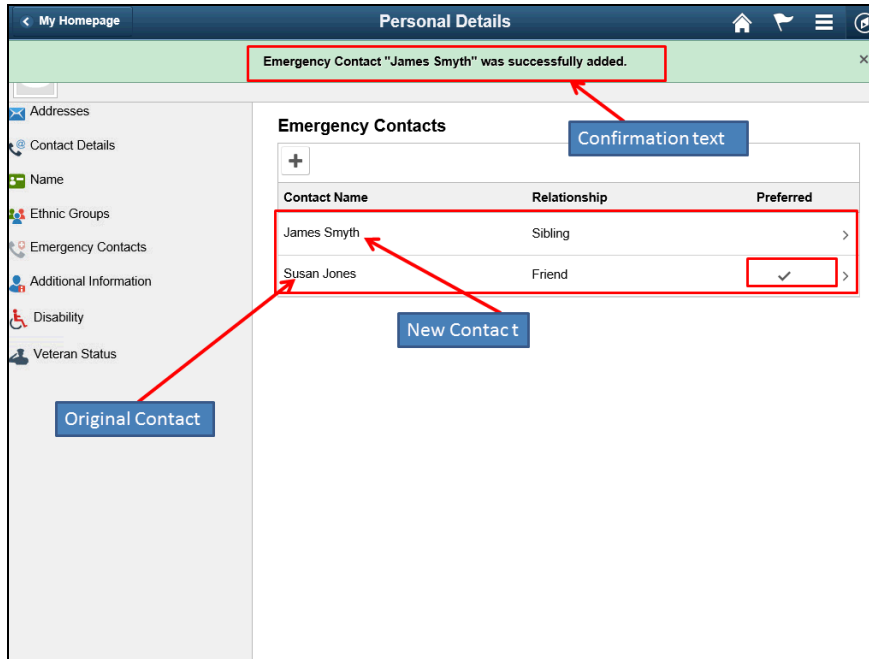 My Homepage
Personal Details
Emergency Contact "James Smyth" was successfully added.
Addresses
Contact Details
Name
Ethnic Groups
Emergency Contacts
Additional Information
Disability
Veteran Status
Emergency Contacts
Confirmation text
Contact Name Relationship Preferred
James Smyth Sibling
Susan Jones Friend
New Contact
Original Contact